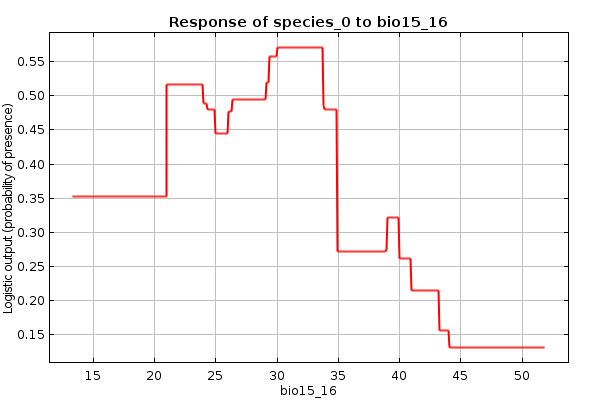 Response of species_0 to bio15_16
Logistic output (probability of presence)
0.55
0.50
0.45
0.40
0.35
0.30
0.25
0.20
0.15
15 20 25 30 35 40 45 50
bio15_16